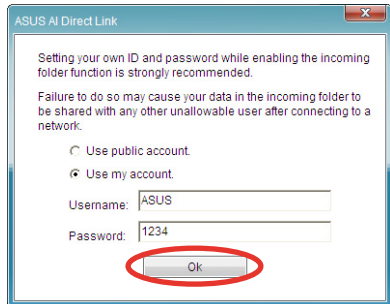 ASUS AI Direct Link
Setting your own ID and password while enabling the incoming
folder function is strongly recommended.
Failure to do so may cause your data in the incoming folder to
be shared with any other unallowable user after connecting to a
network.
Use public account.
Use my account.
Username: ASUS
Password: 1234
Ok